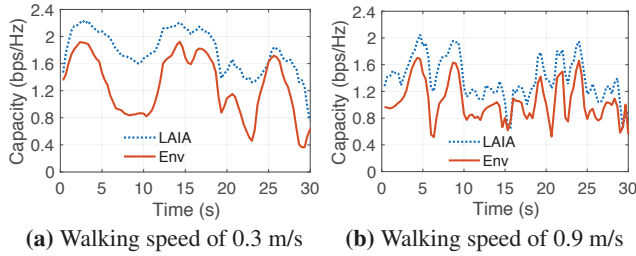 (a)
(b)
Capacity (bps/Hz)
2.4
2
1.6
1.2
0.8
0.4
0
LAIA
Env
0 5 10 15 20 25 30
Time (s)
Capacity (bps/Hz)
2.4
2
1.6
1.2
0.8
0.4
0
LAIA
Env
0 5 10 15 20 25 30
Time (s)
(a) Walking speed of 0.3 m/s
(b) Walking speed of 0.9 m/s